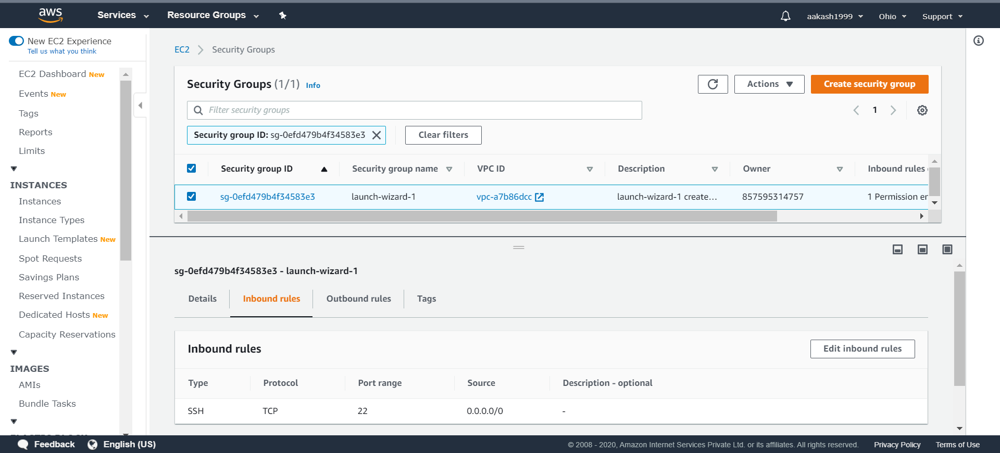 aws Services Resource Groups aakash1999 Ohio Support
New EC2 Experience
Tell us what you think
EC2 Dashboard New
Events New
Tags
Reports
Limits
INSTANCES
Instances
Instance Types
Launch Templates New
Spot Requests
Savings Plans
Reserved Instances
Dedicated Hosts New
Capacity Reservations
IMAGES
AMIs
Bundle Tasks
EC2 > Security Groups
Security Groups (1/1) Info
Actions Create security group
Filter security groups
1
Security group ID: sg-0efd479b4f34583e3 Clear filters
Security group ID Security group name VPC ID Description Owner Inbound rules
sg-0efd479b4f34583e3 launch-wizard-1 vpc-a7b86dcc launch-wizard-1 create... 857595314757 1 Permission en
sg-0efd479b4f34583e3 - launch-wizard-1
Details Inbound rules Outbound rules Tags
Inbound rules Edit inbound rules
Type Protocol Port range Source Description - optional
SSH TCP 22 0.0.0.0/0 -
Feedback English (US) © 2008 - 2020, Amazon Internet Services Private Ltd. or its affiliates. All rights reserved. Privacy Policy Terms of Use